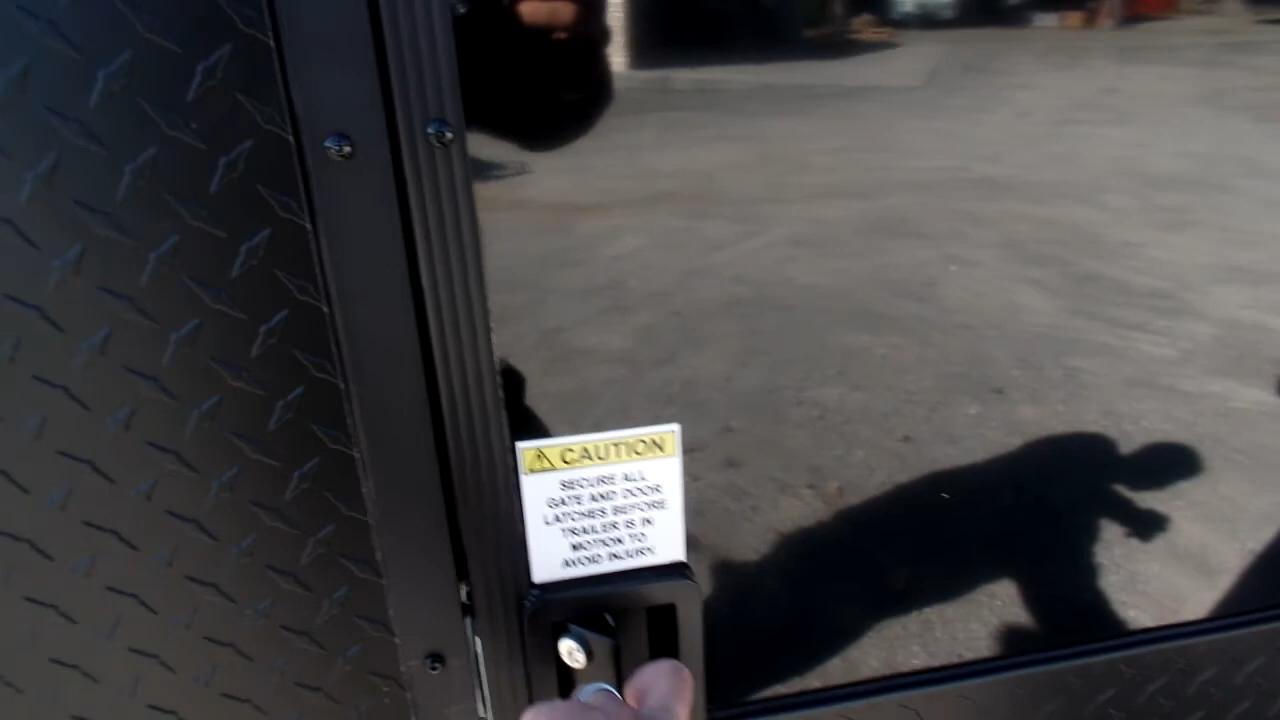 CAUTION
SECURE ALL
GATE AND DOOR
LATCHES BEFORE
TRAILER IS IN
MOTION TO
AVOID INJURY.